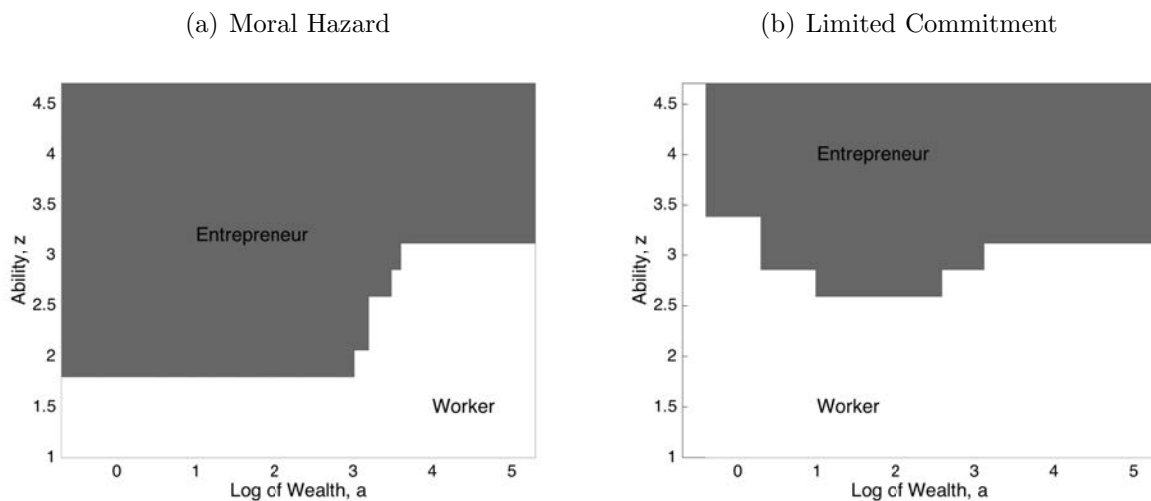 (a) Moral Hazard
(b) Limited Commitment
4.5
4
3.5
3
2.5
2
1.5
1
Ability, z
Entrepreneur
Worker
0 1 2 3 4 5
Log of Wealth, a
4.5
4
3.5
3
2.5
2
1.5
1
Ability, z
Entrepreneur
Worker
0 1 2 3 4 5
Log of Wealth, a